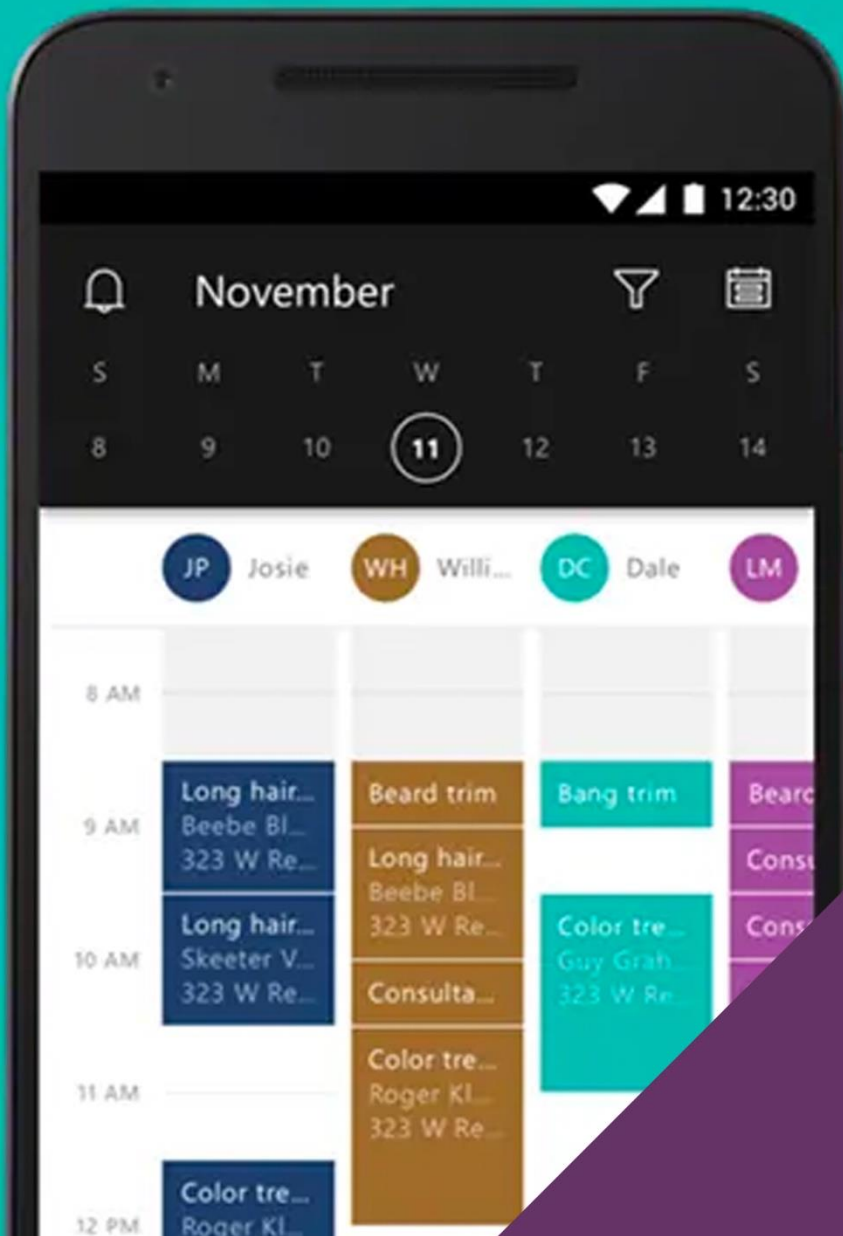 12:30
November
S M T W T F S
8 9 10 11 12 13 14
JP Josie WH Willi... DC Dale LM
8 AM
9 AM
10 AM
11 AM
12 PM
Long hair...
Beebe Bl...
323 W Re...
Long hair...
Skeeter V...
323 W Re...
Color tre...
Roger Kl...
Beard trim
Long hair...
Beebe Bl...
323 W Re...
Consulta...
Color tre...
Roger Kl...
323 W Re...
Bang trim
Color tre...
Guy Grah...
323 W Re...
Beard
Consu
Cons